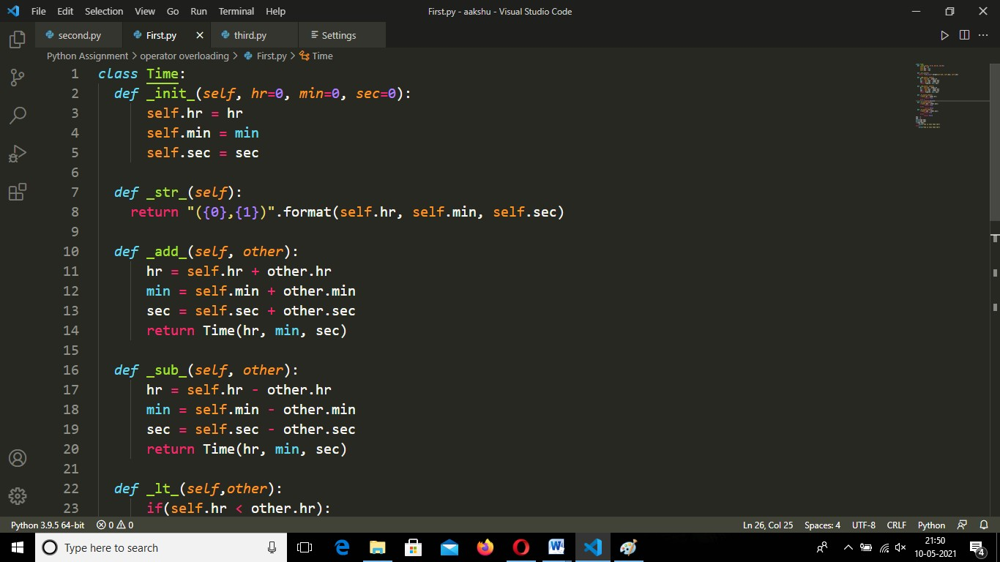 File Edit Selection View Go Run Terminal Help First.py - aakshu - Visual Studio Code
second.py First.py Settings third.py
Python Assignment > operator overloading > First.py > Time
1 class Time:
2 def _init_(self, hr=0, min=0, sec=0):
3 self.hr = hr
4 self.min = min
5 self.sec = sec
6
7 def _str_(self):
8 return "({0},{1})".format(self.hr, self.min, self.sec)
9
10 def _add_(self, other):
11 hr = self.hr + other.hr
12 min = self.min + other.min
13 sec = self.sec + other.sec
14 return Time(hr, min, sec)
15
16 def _sub_(self, other):
17 hr = self.hr - other.hr
18 min = self.min - other.min
19 sec = self.sec - other.sec
20 return Time(hr, min, sec)
21
22 def _lt_(self,other):
23 if(self.hr < other.hr):
Python 3.9.5 64-bit 0 0 Ln 26, Col 25 Spaces: 4 UTF-8 CRLF Python
Type here to search 21:50
10-05-2021 4